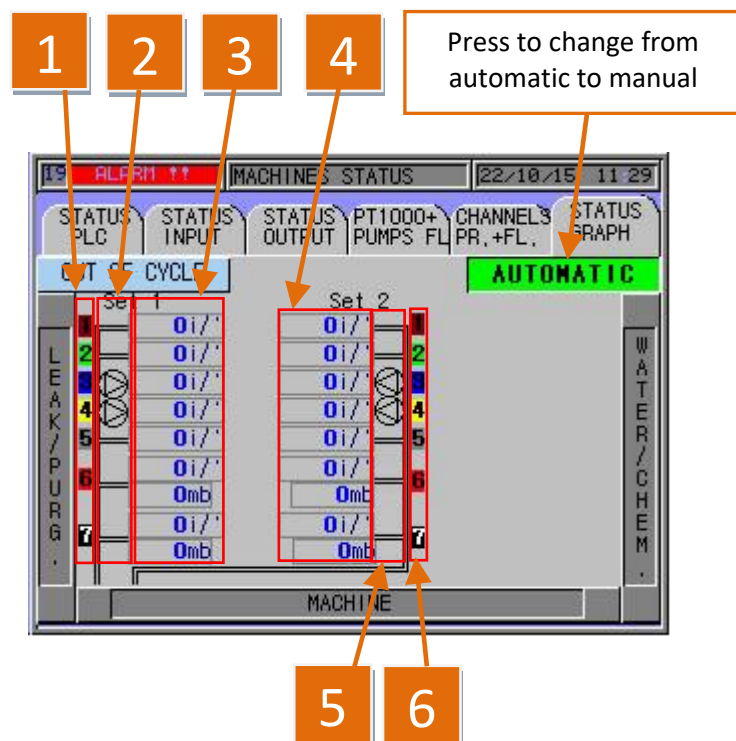 1 2 3 4
Press to change from
automatic to manual
19 ALARM !! MACHINES STATUS 22/10/15 11:29
STATUS PLC
STATUS INPUT
STATUS OUTPUT
PT1000+ PUMPS FL
CHANNELS PR.+FL.
STATUS GRAPH
OUT OF CYCLE AUTOMATIC
Set 1 Set 2
1 0i/' 0i/' 1
2 0i/' 0i/' 2
3 0i/' 0i/' 3
4 0i/' 0i/' 4
5 0i/' 0i/' 5
6 0i/' 0i/' 6
0mb 0mb
7 0i/' 0i/' 7
0mb 0mb
LEAK/PURG.
WATER/CHEM.
MACHINE
5 6